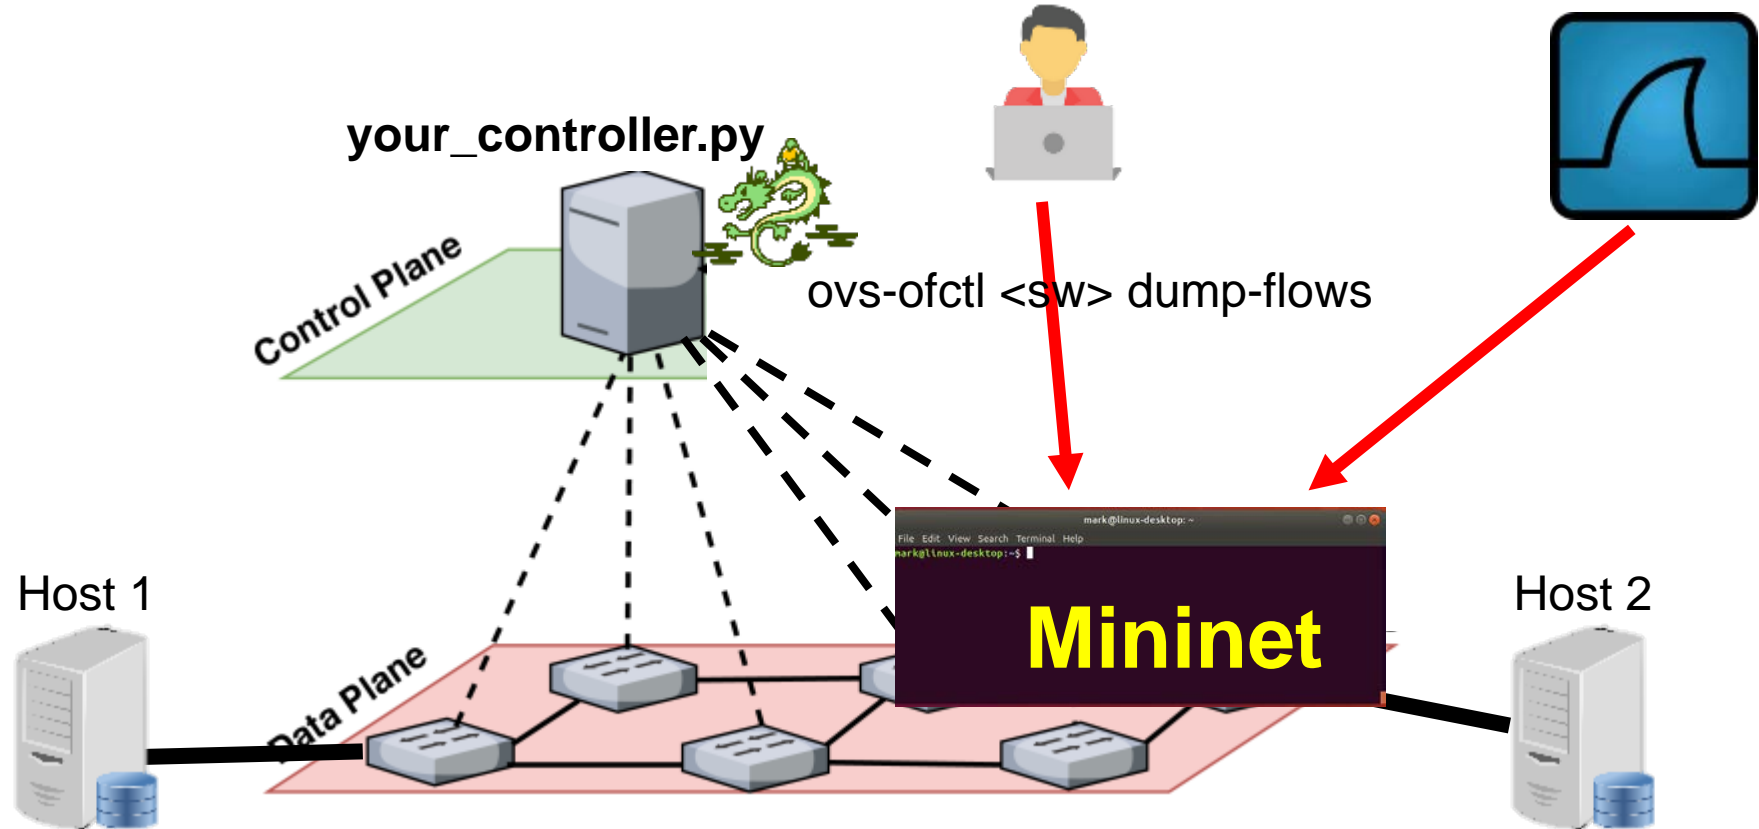 your_controller.py
Control Plane
ovs-ofctl <sw> dump-flows
mark@linux-desktop: ~
File Edit View Search Terminal Help
mark@linux-desktop:~$
Mininet
Host 1
Host 2
Data Plane